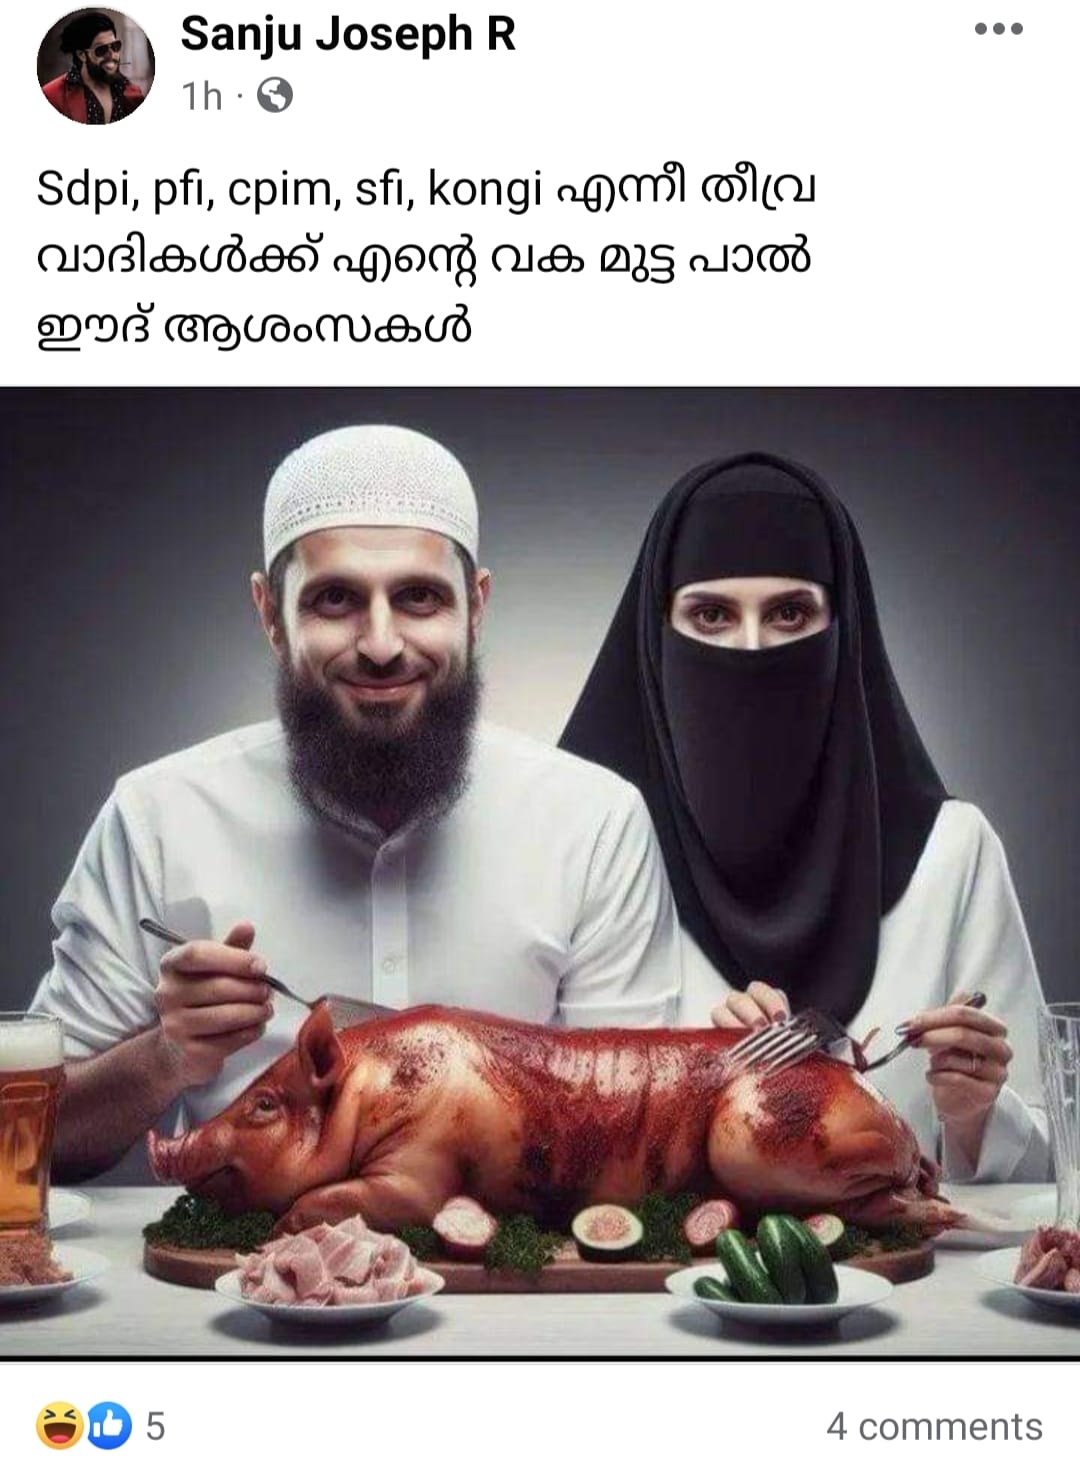 Sanju Joseph R
1h ·
Sdpi, pfi, cpim, sfi, kongi എന്നീ തീവ്ര
വാദികൾക്ക് എന്റെ വക മുട്ട പാൽ
ഈദ് ആശംസകൾ
5
4 comments